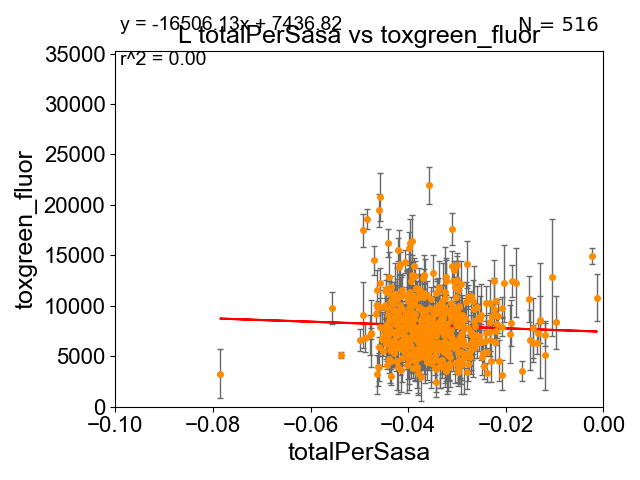 y = -16506.13x + 7436.82
N = 516
L totalPerSasa vs toxgreen_fluor
r^2 = 0.00
35000
30000
25000
20000
15000
10000
5000
0
toxgreen_fluor
−0.10
−0.08
−0.06
−0.04
−0.02
0.00
totalPerSasa